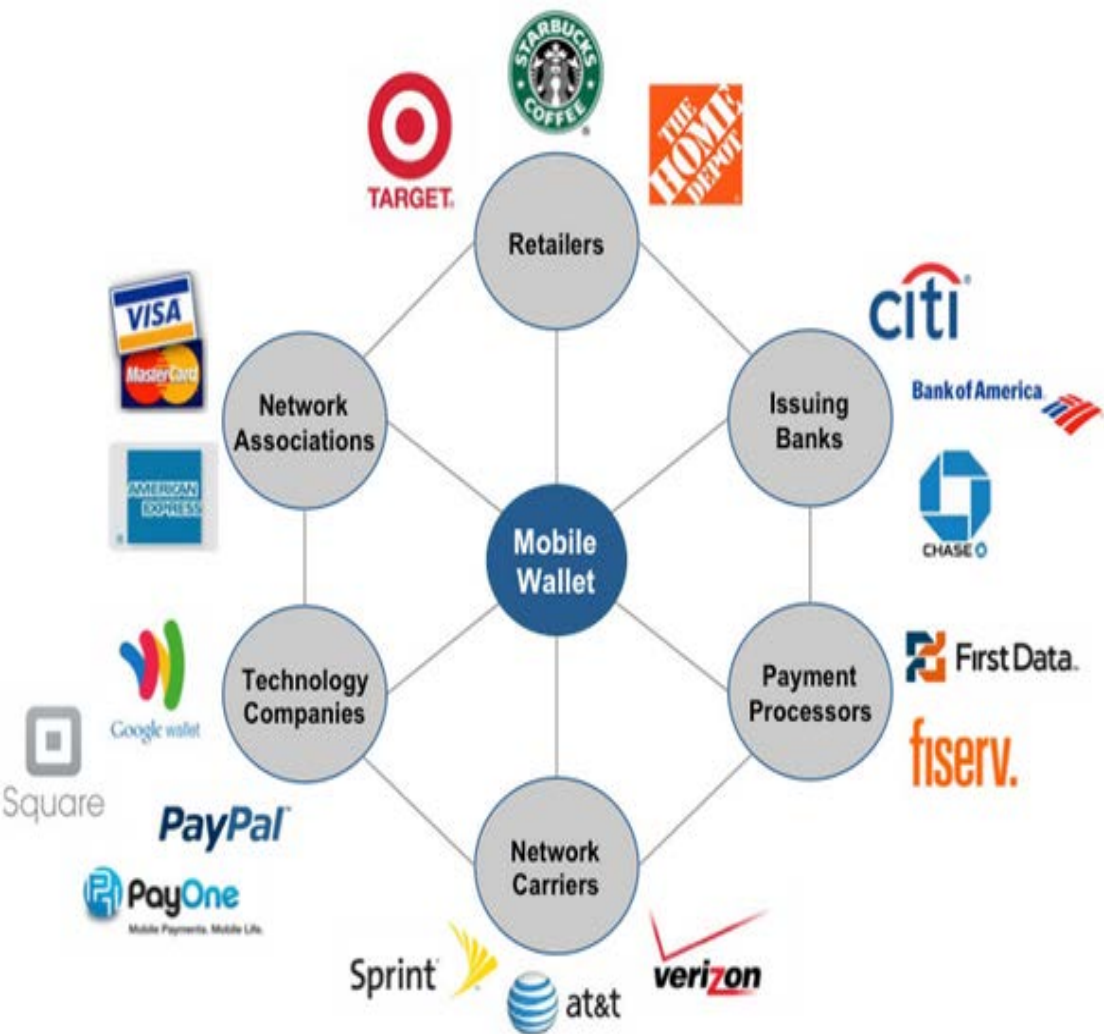 STARBUCKS
COFFEE
®
TARGET
THE
HOME
DEPOT
Retailers
citi®
VISA
MasterCard
Network
Associations
Issuing
Banks
Bank of America
AMERICAN
EXPRESS
®
CHASE
Mobile
Wallet
Google wallet
Technology
Companies
Payment
Processors
First Data
fiserv.
Square
PayPal
PayOne
Mobile Payments. Mobile Life.
Network
Carriers
Sprint
at&t
verizon